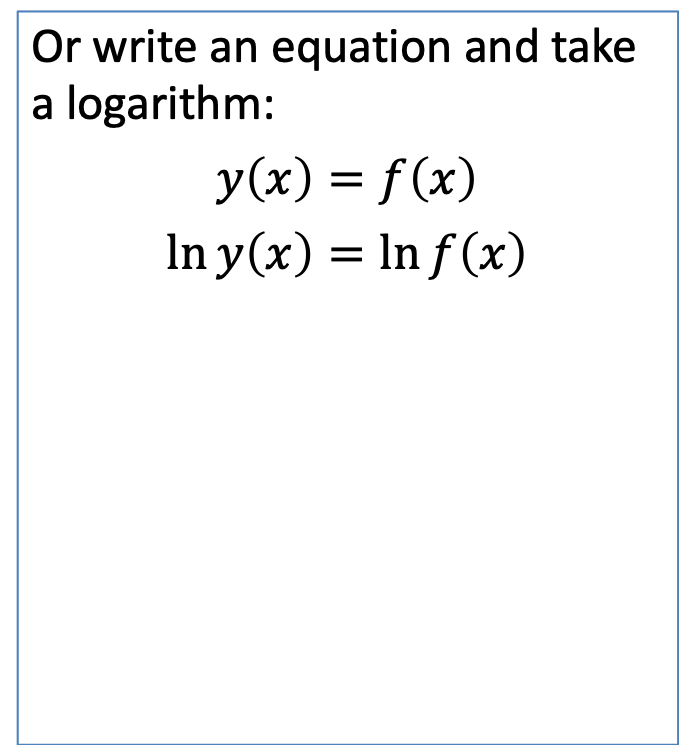 Or write an equation and take
a logarithm:
y(x) = f(x)
ln y(x) = ln f(x)